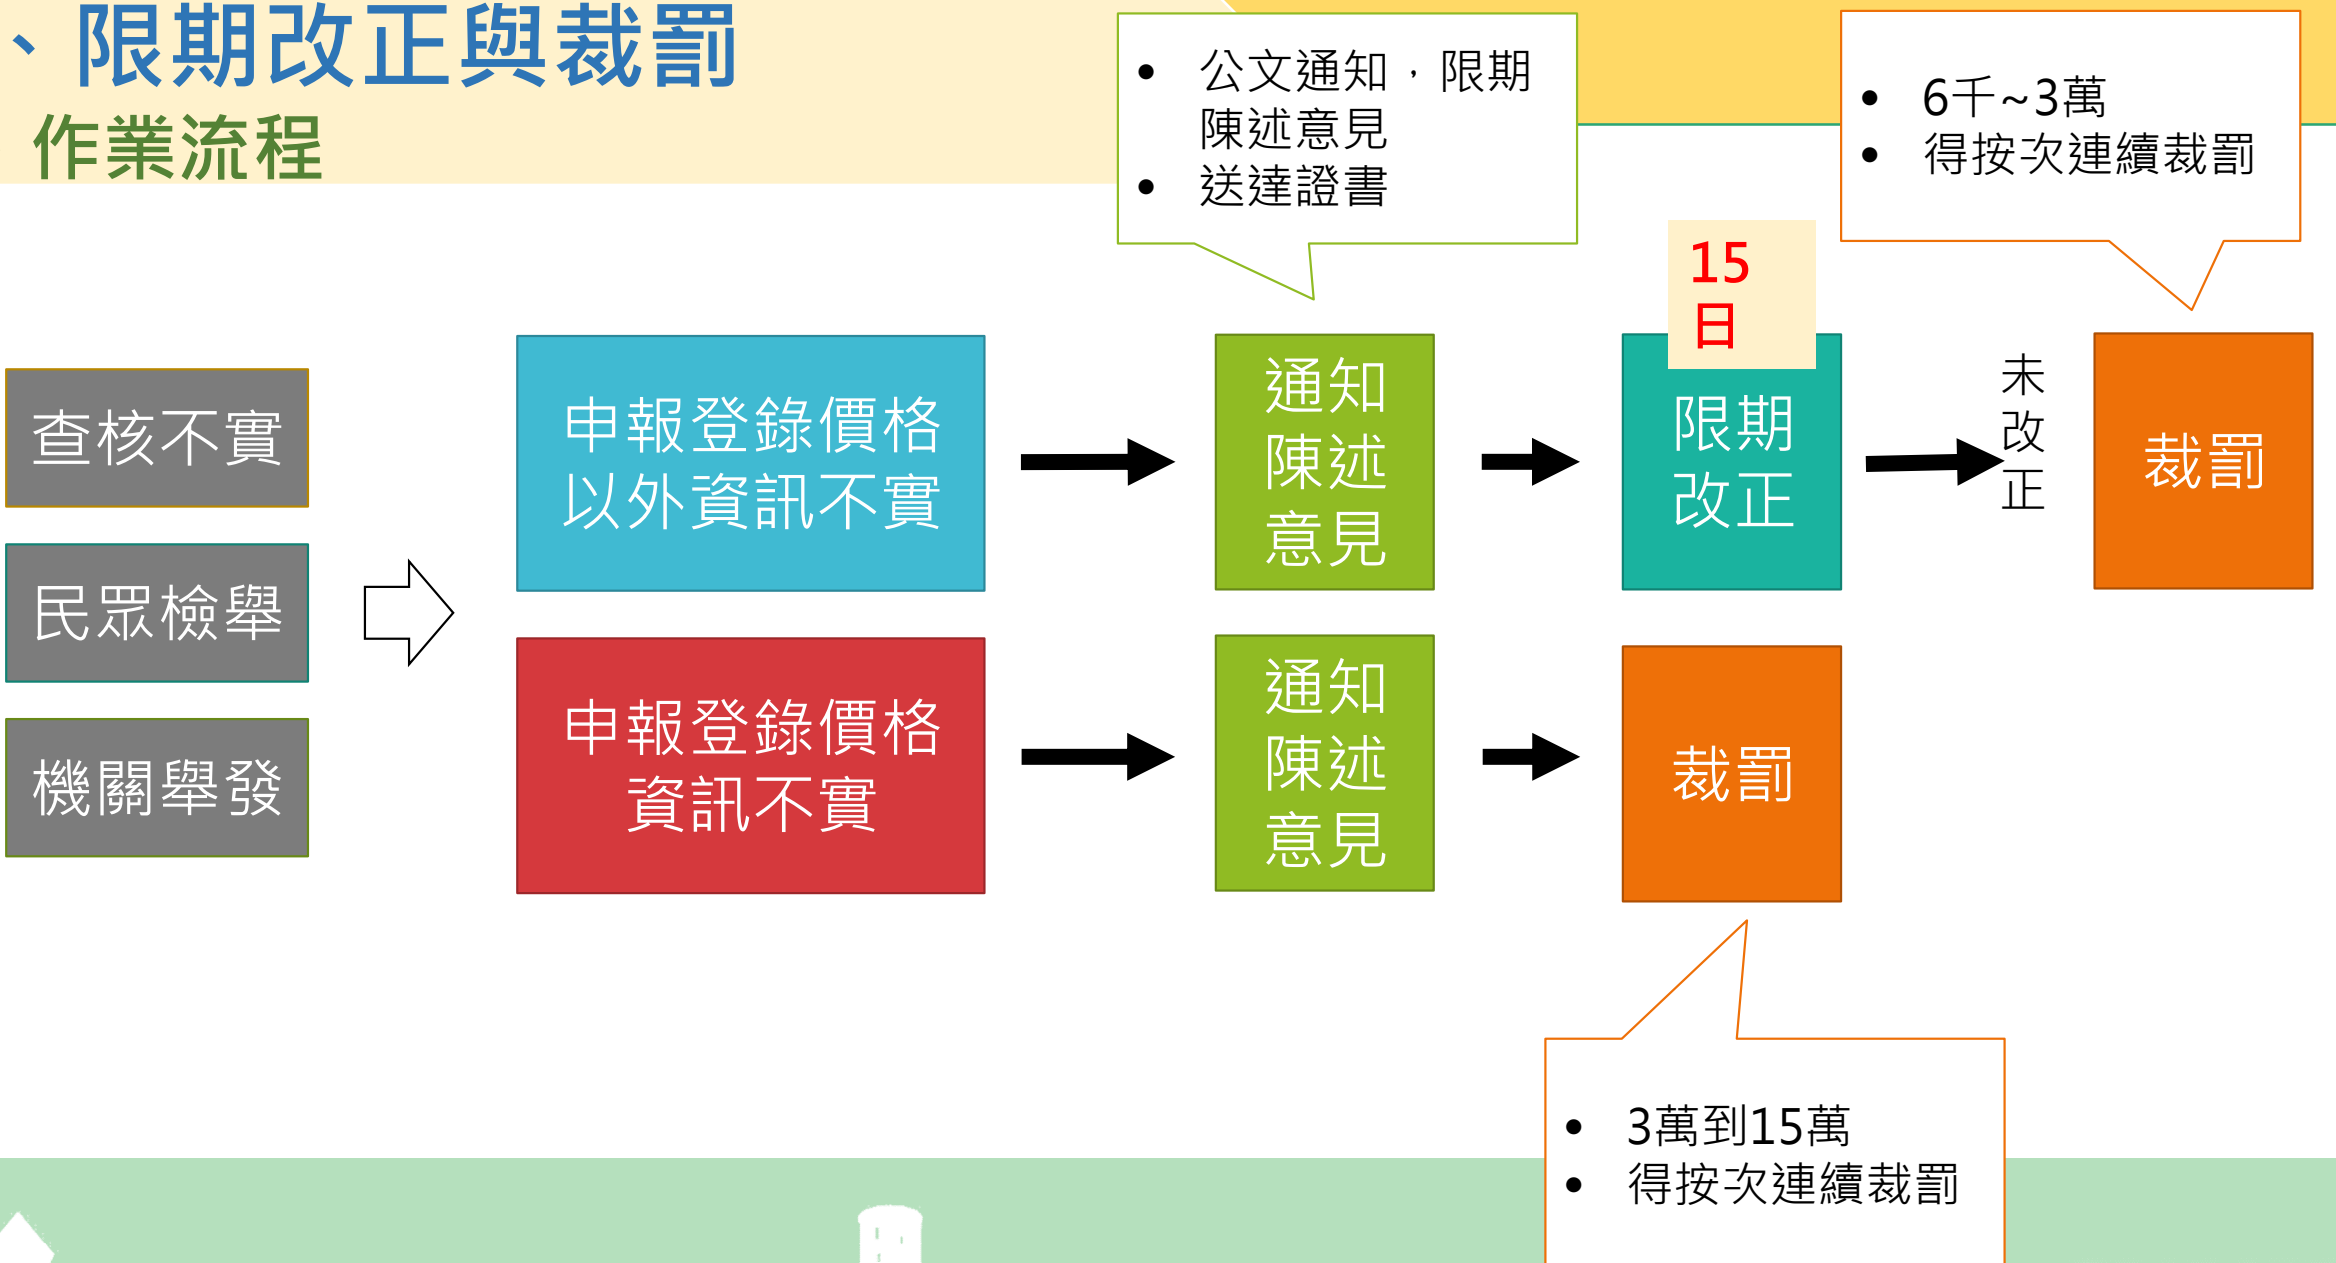 、限期改正與裁罰
作業流程
• 公文通知，限期
陳述意見
• 送達證書
• 6千~3萬
• 得按次連續裁罰
15
日
查核不實
民眾檢舉
機關舉發
申報登錄價格
以外資訊不實
通知
陳述
意見
限期
改正
未
改
正
裁罰
申報登錄價格
資訊不實
通知
陳述
意見
裁罰
• 3萬到15萬
• 得按次連續裁罰